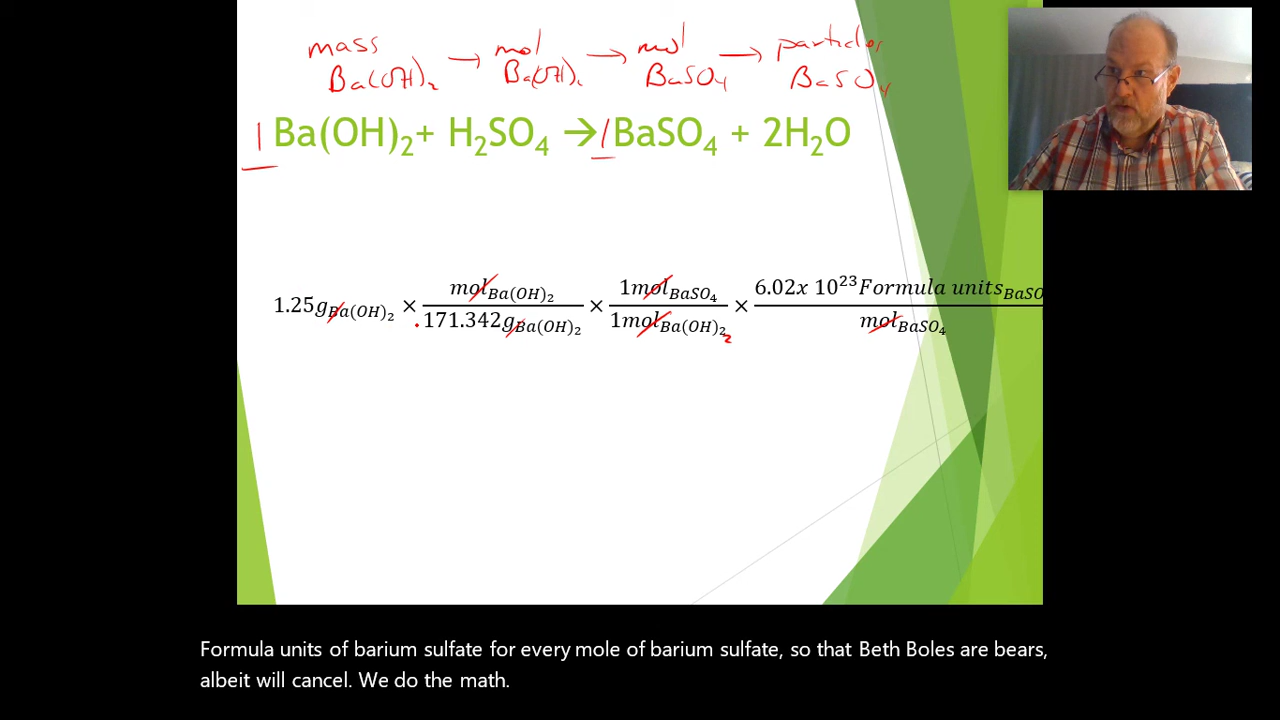 mass → mol → mol → particles
Ba(OH)₂ Ba(OH)₂ BaSO₄ BaSO₄
1 Ba(OH)₂+ H₂SO₄ → 1 BaSO₄ + 2H₂O
1.25g_Ba(OH)₂ × mol_Ba(OH)₂ / 171.342g_Ba(OH)₂ × 1mol_BaSO₄ / 1mol_Ba(OH)₂ 2 × 6.02x 10²³Formula units_BaSO / mol_BaSO₄
Formula units of barium sulfate for every mole of barium sulfate, so that Beth Boles are bears,
albeit will cancel. We do the math.